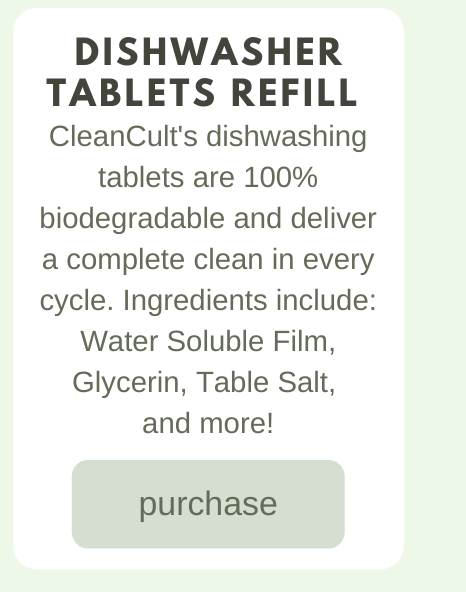 DISHWASHER
TABLETS REFILL
CleanCult's dishwashing
tablets are 100%
biodegradable and deliver
a complete clean in every
cycle. Ingredients include:
Water Soluble Film,
Glycerin, Table Salt,
and more!
purchase